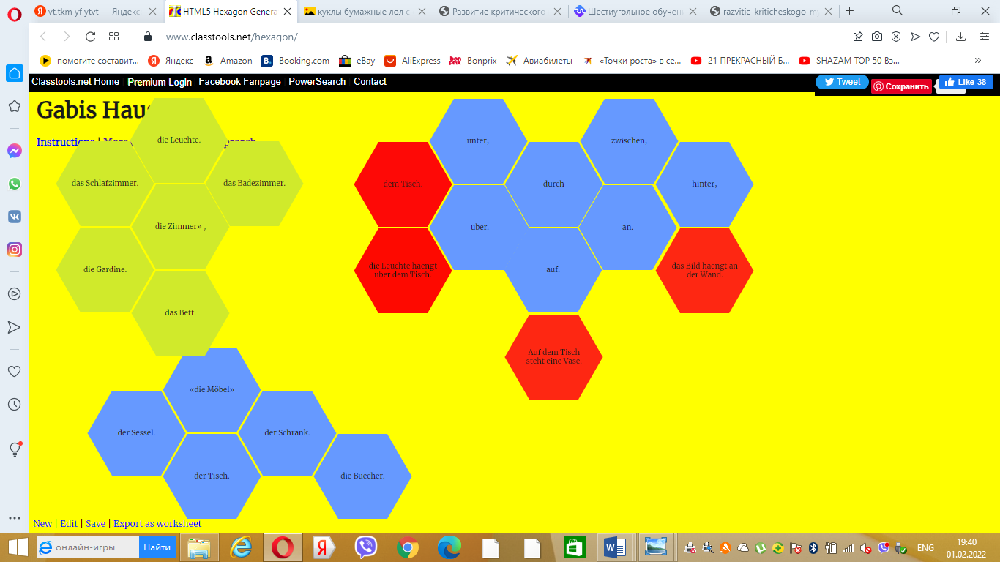 vt,tkm yf ytvt — Яндекс:
HTML5 Hexagon Genera
куклы бумажные лол с
Развитие критического
Шестиугольное обучени
razvitie-kriticheskogo-m
www.classtools.net/hexagon/
помогите составит...
Яндекс
Amazon
Booking.com
eBay
AliExpress
Bonprix
Авиабилеты
«Точки роста» в се...
21 ПРЕКРАСНЫЙ Б...
SHAZAM TOP 50 Вз...
Classtools.net Home
Premium Login
Facebook Fanpage
PowerSearch
Contact
Tweet
Сохранить
Like 38
Gabis Haus
Instructions | More
die Leuchte.
das Schlafzimmer.
das Badezimmer.
die Zimmer» ,
die Gardine.
das Bett.
unter,
zwischen,
dem Tisch.
durch
hinter,
uber.
an.
die Leuchte haengt
uber dem Tisch.
auf.
das Bild haengt an
der Wand.
Auf dem Tisch
steht eine Vase.
«die Möbel»
der Sessel.
der Schrank.
der Tisch.
die Buecher.
New | Edit | Save | Export as worksheet
онлайн-игры
Найти
ENG
19:40
01.02.2022